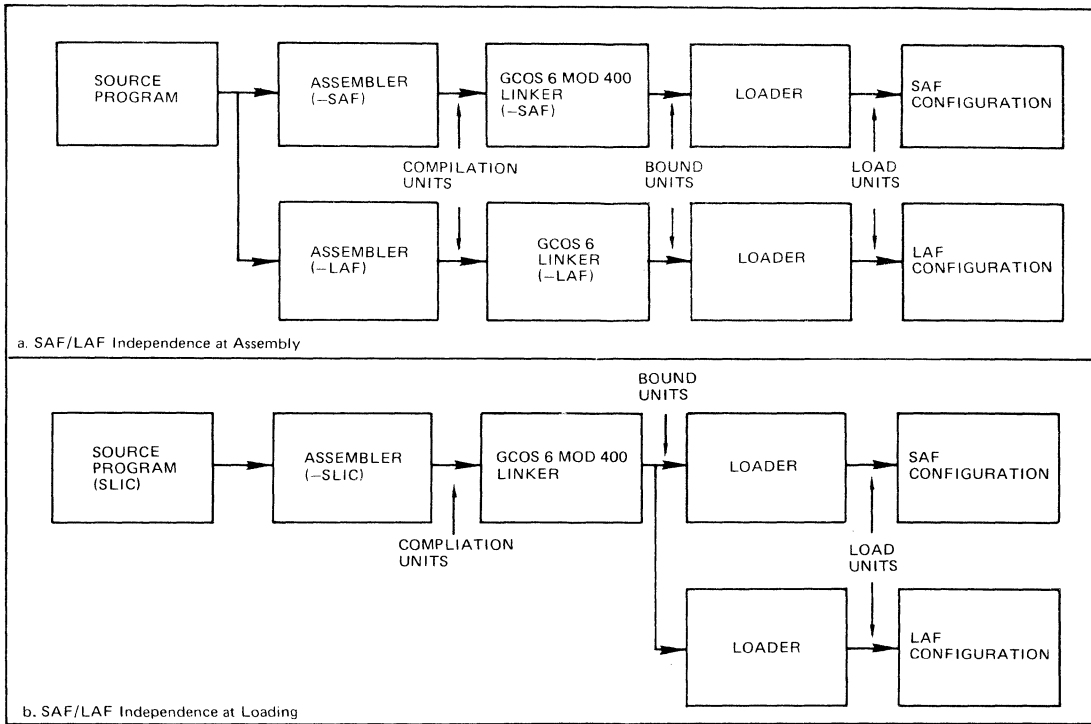 SOURCE
PROGRAM
ASSEMBLER
(—SAF)
GCOS 6 MOD 400
LINKER
(—SAF)
LOADER
SAF
CONFIGURATION
COMPILATION
UNITS
BOUND
UNITS
LOAD
UNITS
ASSEMBLER
(—LAF)
GCOS 6
LINKER
(—LAF)
LOADER
LAF
CONFIGURATION
a. SAF/LAF Independence at Assembly
BOUND
UNITS
SOURCE
PROGRAM
(SLIC)
ASSEMBLER
(—SLIC)
GCOS 6 MOD 400
LINKER
LOADER
SAF
CONFIGURATION
COMPLIATION
UNITS
LOAD
UNITS
LOADER
LAF
CONFIGURATION
b. SAF/LAF Independence at Loading